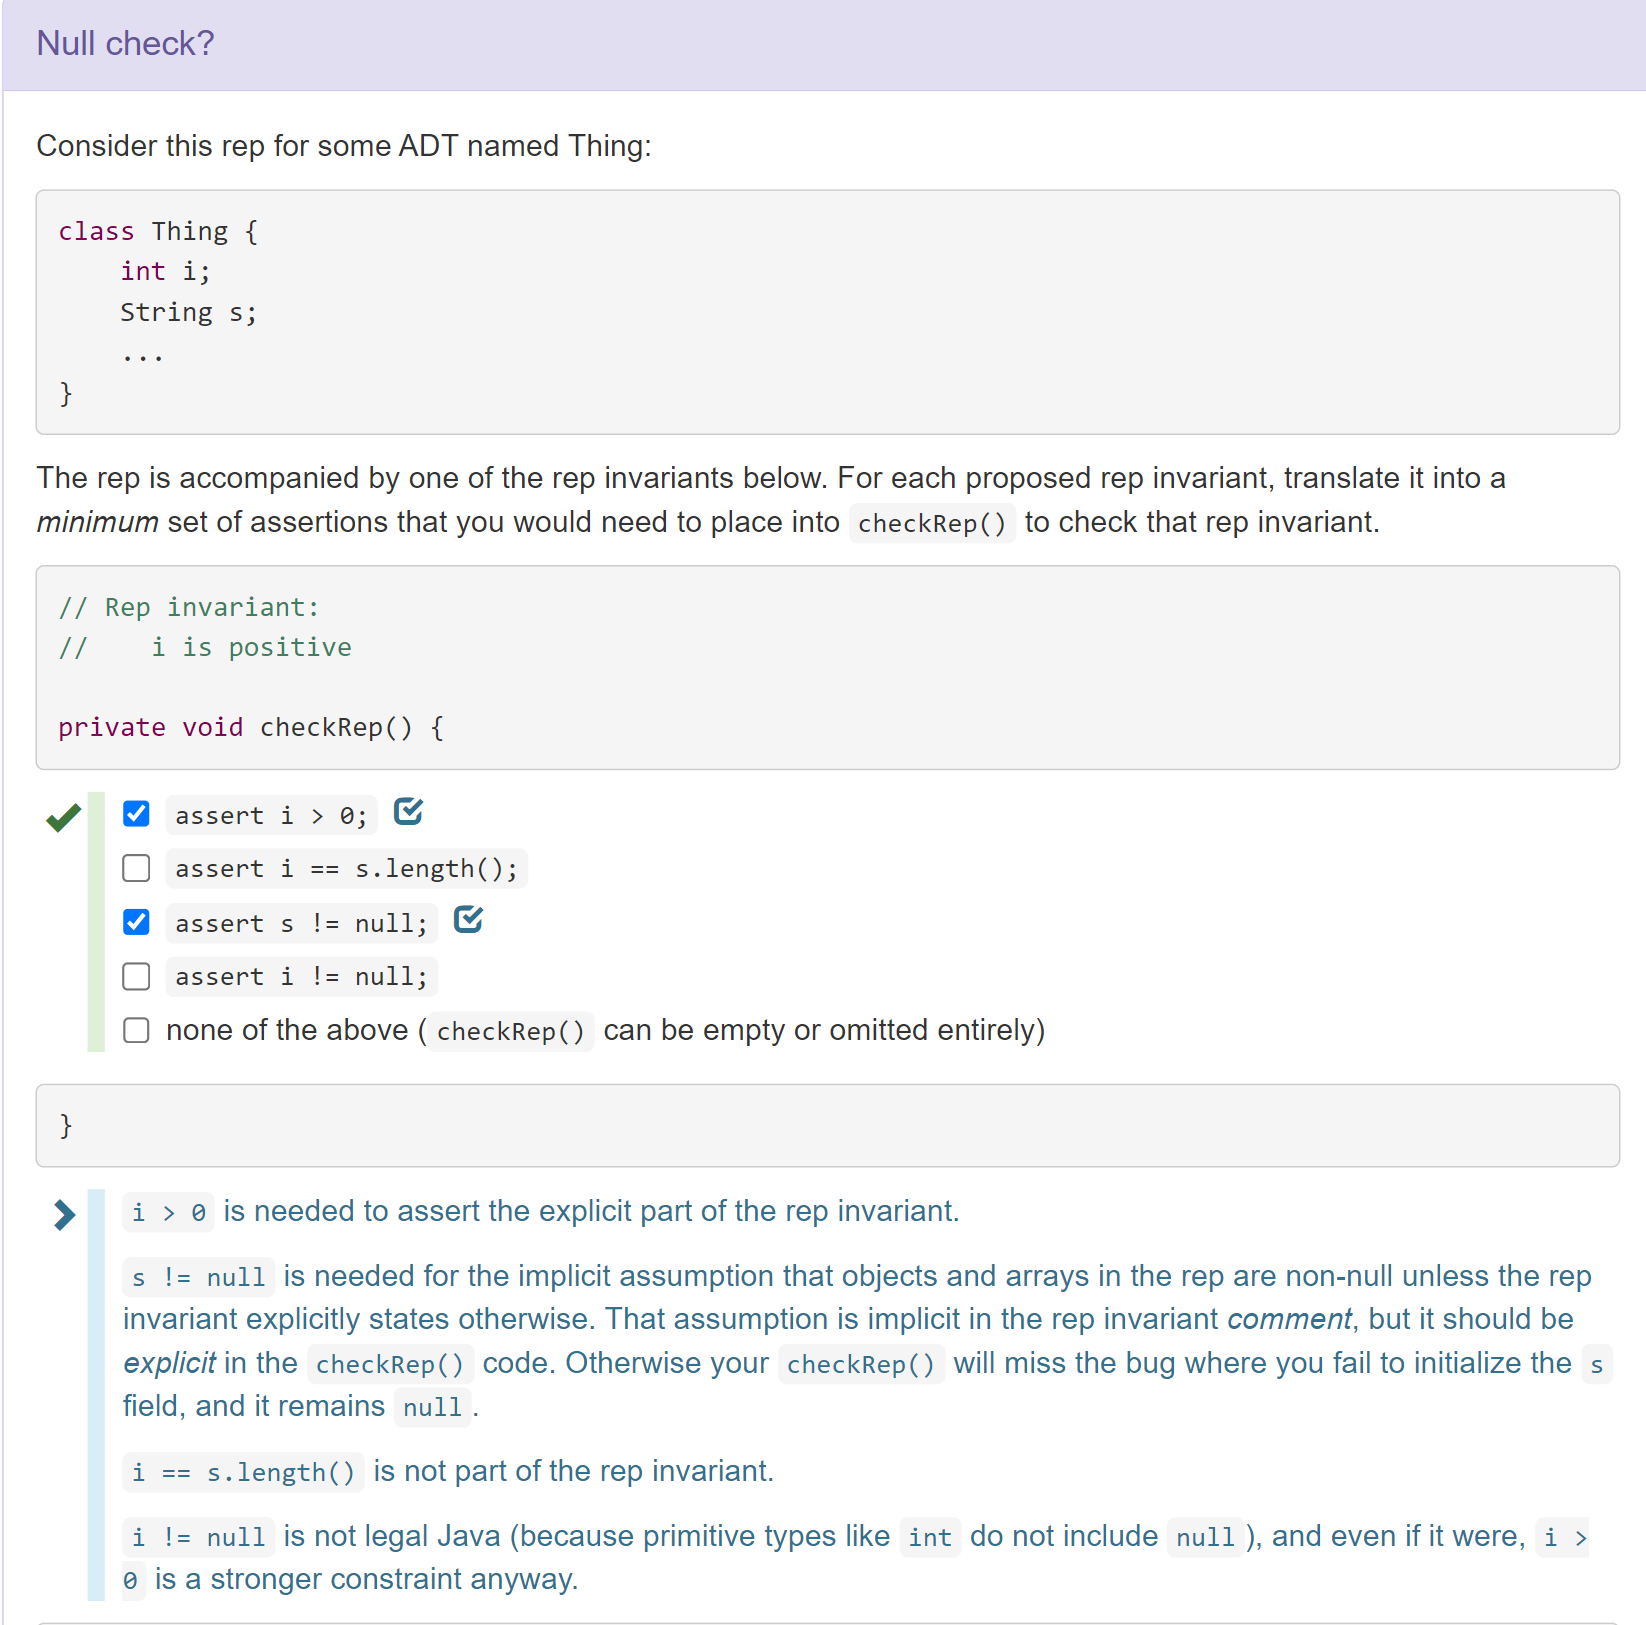 Null check?
Consider this rep for some ADT named Thing:
class Thing {
    int i;
    String s;
    ...
}
The rep is accompanied by one of the rep invariants below. For each proposed rep invariant, translate it into a
minimum set of assertions that you would need to place into checkRep() to check that rep invariant.
// Rep invariant:
//    i is positive
private void checkRep() {
assert i > 0;
assert i == s.length();
assert s != null;
assert i != null;
none of the above ( checkRep() can be empty or omitted entirely)
}
i > 0 is needed to assert the explicit part of the rep invariant.
s != null is needed for the implicit assumption that objects and arrays in the rep are non-null unless the rep
invariant explicitly states otherwise. That assumption is implicit in the rep invariant comment, but it should be
explicit in the checkRep() code. Otherwise your checkRep() will miss the bug where you fail to initialize the s
field, and it remains null.
i == s.length() is not part of the rep invariant.
i != null is not legal Java (because primitive types like int do not include null), and even if it were, i >
0 is a stronger constraint anyway.